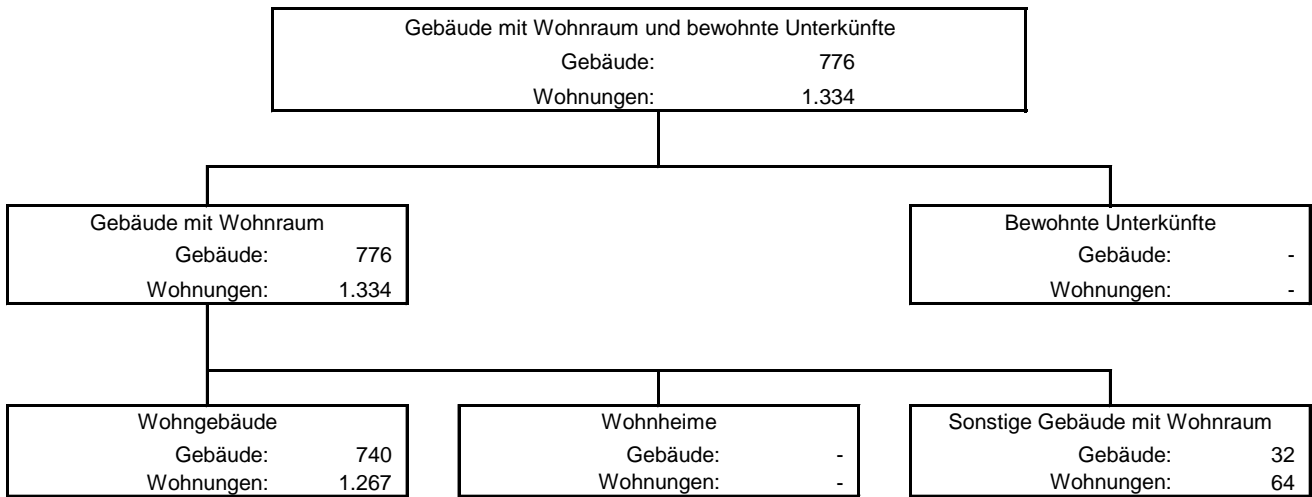 Gebäude mit Wohnraum und bewohnte Unterkünfte
Gebäude: 776
Wohnungen: 1.334
Gebäude mit Wohnraum
Gebäude: 776
Wohnungen: 1.334
Bewohnte Unterkünfte
Gebäude: -
Wohnungen: -
Wohngebäude
Gebäude: 740
Wohnungen: 1.267
Wohnheime
Gebäude: -
Wohnungen: -
Sonstige Gebäude mit Wohnraum
Gebäude: 32
Wohnungen: 64